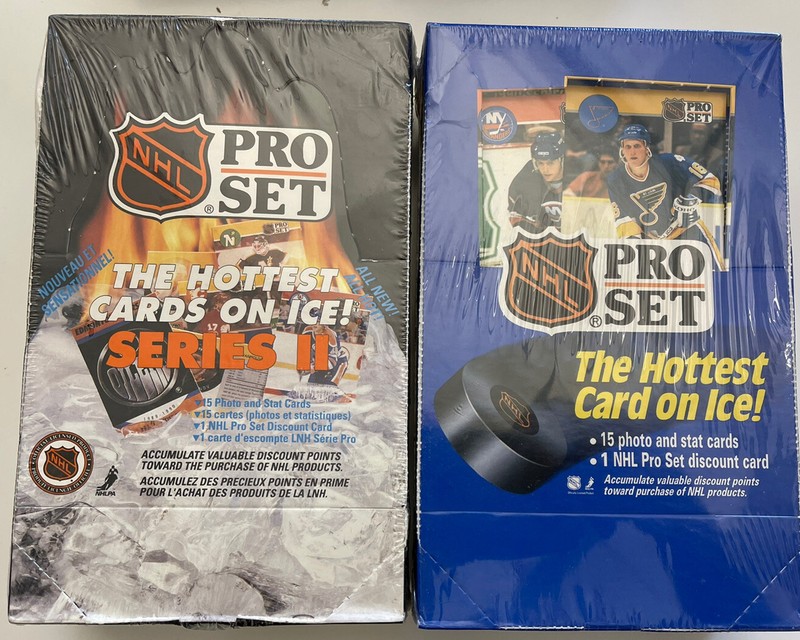 NHL
®
PRO
SET
NOUVEAU ET
SENSATIONNEL!
ALL NEW!
THE HOTTEST
CARDS ON ICE!
SERIES II
15 Photo and Stat Cards
15 cartes (photos et statistiques)
1 NHL Pro Set Discount Card
1 carte d'escompte LNH Série Pro
NHL
NHLPA
ACCUMULATE VALUABLE DISCOUNT POINTS
TOWARD THE PURCHASE OF NHL PRODUCTS.
ACCUMULEZ DES PRECIEUX POINTS EN PRIME
POUR L'ACHAT DES PRODUITS DE LA LNH.
NY
PRO
SET
NHL
®
PRO
SET
NHL
The Hottest
Card on Ice!
• 15 photo and stat cards
• 1 NHL Pro Set discount card
Accumulate valuable discount points
toward purchase of NHL products.